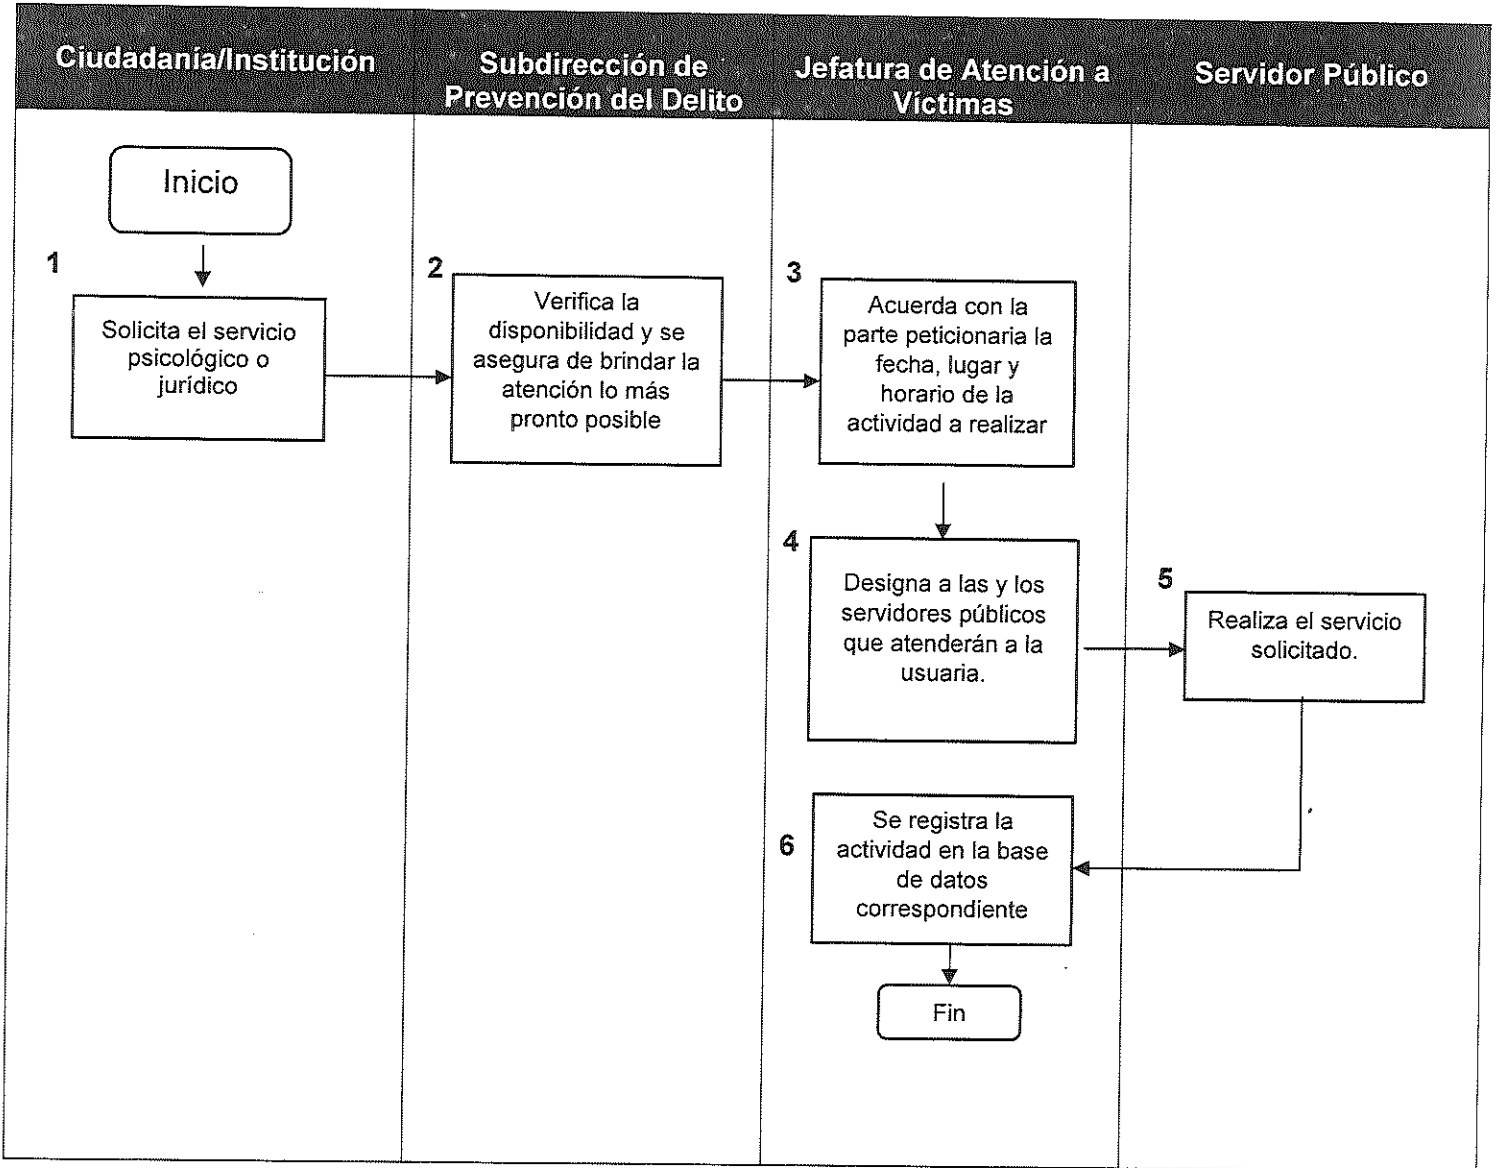 Ciudadanía/Institución
Subdirección de
Prevención del Delito
Jefatura de Atención a
Víctimas
Servidor Público
Inicio
1
Solicita el servicio
psicológico o
jurídico
2
Verifica la
disponibilidad y se
asegura de brindar la
atención lo más
pronto posible
3
Acuerda con la
parte peticionaria la
fecha, lugar y
horario de la
actividad a realizar
4
Designa a las y los
servidores públicos
que atenderán a la
usuaria.
5
Realiza el servicio
solicitado.
6
Se registra la
actividad en la base
de datos
correspondiente
Fin